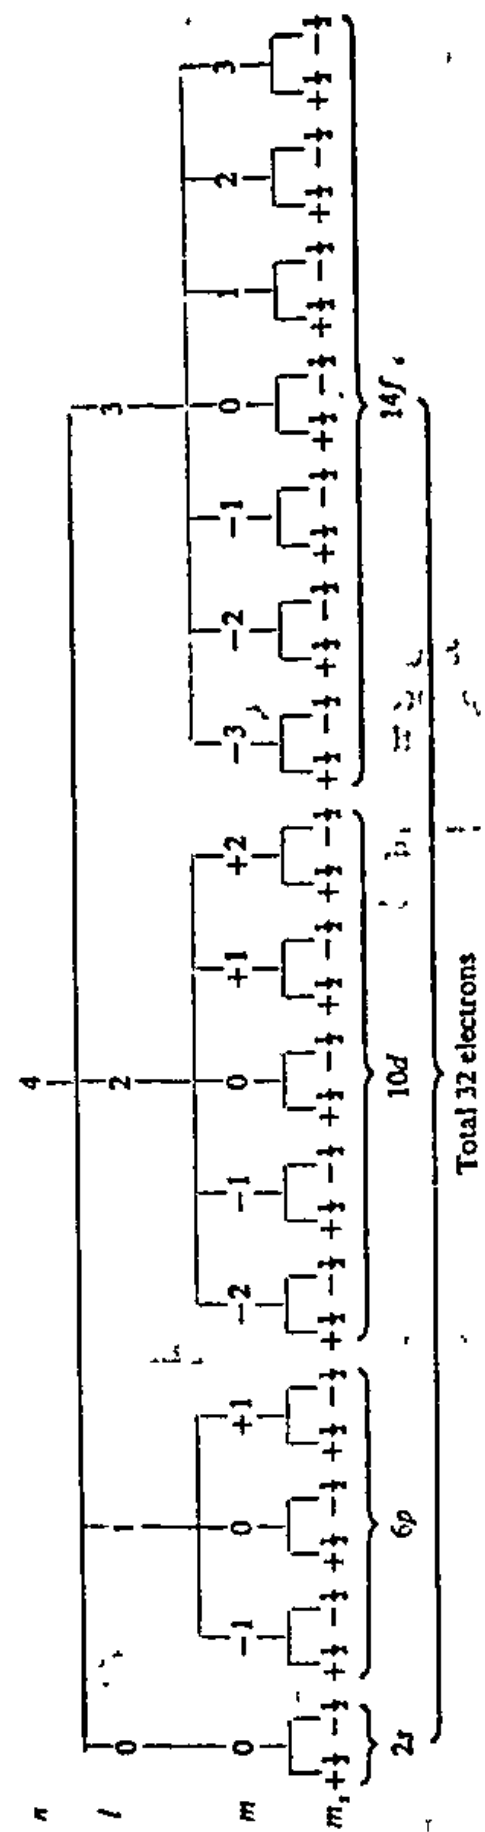 n 4
l 0 1 2 3
m 0 −1 0 +1 −2 −1 0 +1 +2 −3 −2 −1 0 1 2 3
mₛ +½ −½ +½ −½ +½ −½ +½ −½ +½ −½ +½ −½ +½ −½ +½ −½ +½ −½ +½ −½ +½ −½ +½ −½ +½ −½ +½ −½ +½ −½ +½ −½
2s 6p 10d 14f
Total 32 electrons